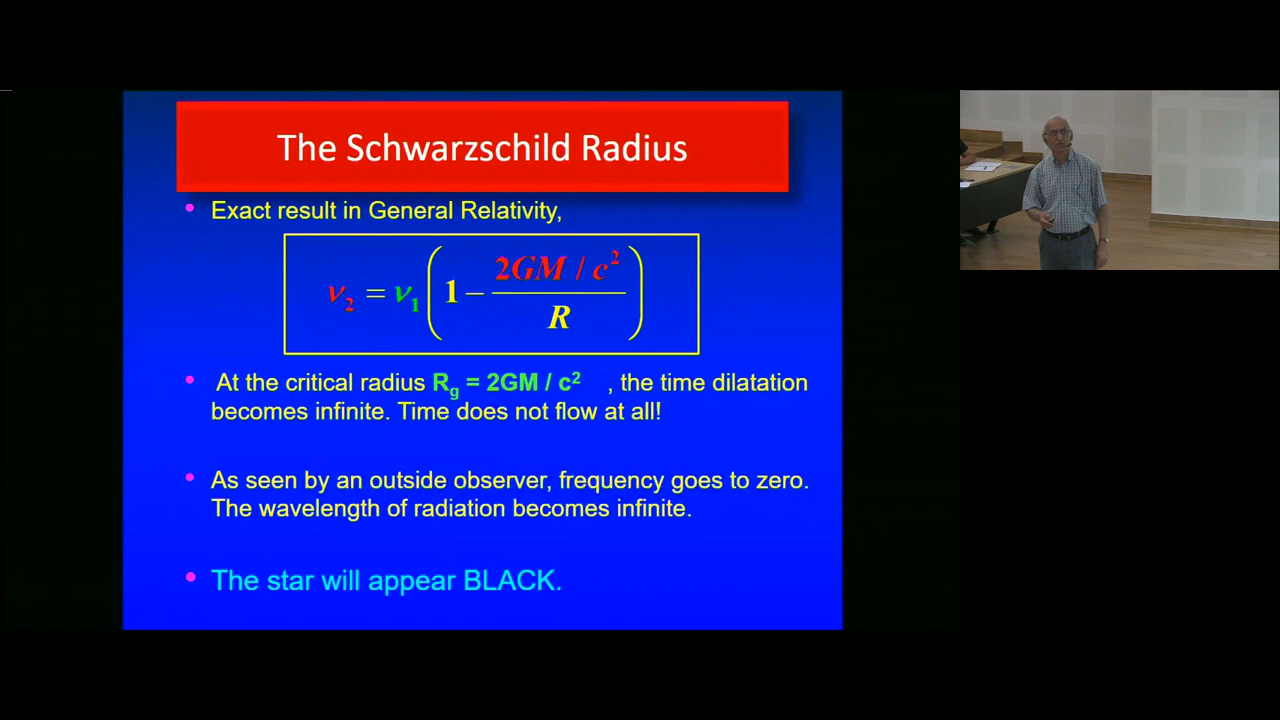 The Schwarzschild Radius
• Exact result in General Relativity,
ν₂ = ν₁ (1 − (2GM / c²) / R)
• At the critical radius R_g = 2GM / c² , the time dilatation
becomes infinite. Time does not flow at all!
• As seen by an outside observer, frequency goes to zero.
The wavelength of radiation becomes infinite.
• The star will appear BLACK.